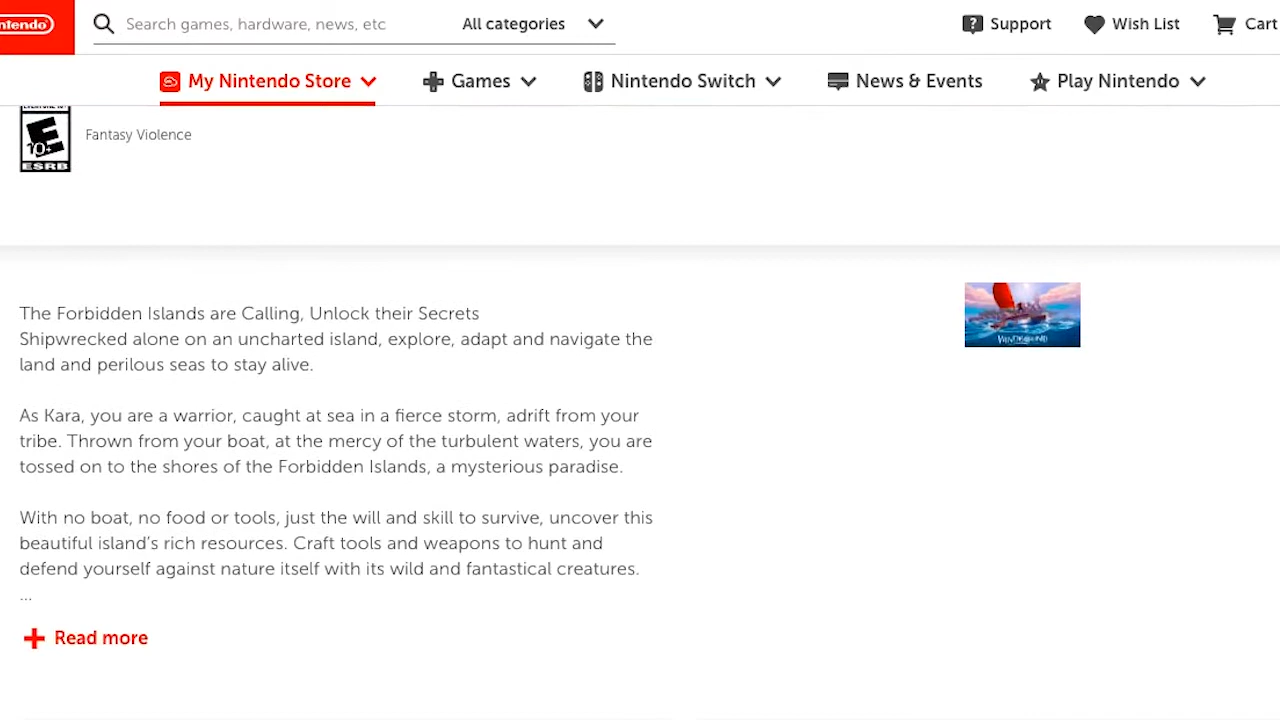 Nintendo
Search games, hardware, news, etc
All categories
Support
Wish List
Cart
My Nintendo Store
Games
Nintendo Switch
News & Events
Play Nintendo
EVERYONE 10+
E
10+
ESRB
Fantasy Violence
The Forbidden Islands are Calling, Unlock their Secrets
Shipwrecked alone on an uncharted island, explore, adapt and navigate the
land and perilous seas to stay alive.
As Kara, you are a warrior, caught at sea in a fierce storm, adrift from your
tribe. Thrown from your boat, at the mercy of the turbulent waters, you are
tossed on to the shores of the Forbidden Islands, a mysterious paradise.
With no boat, no food or tools, just the will and skill to survive, uncover this
beautiful island’s rich resources. Craft tools and weapons to hunt and
defend yourself against nature itself with its wild and fantastical creatures.
...
Read more
WINDBOUND